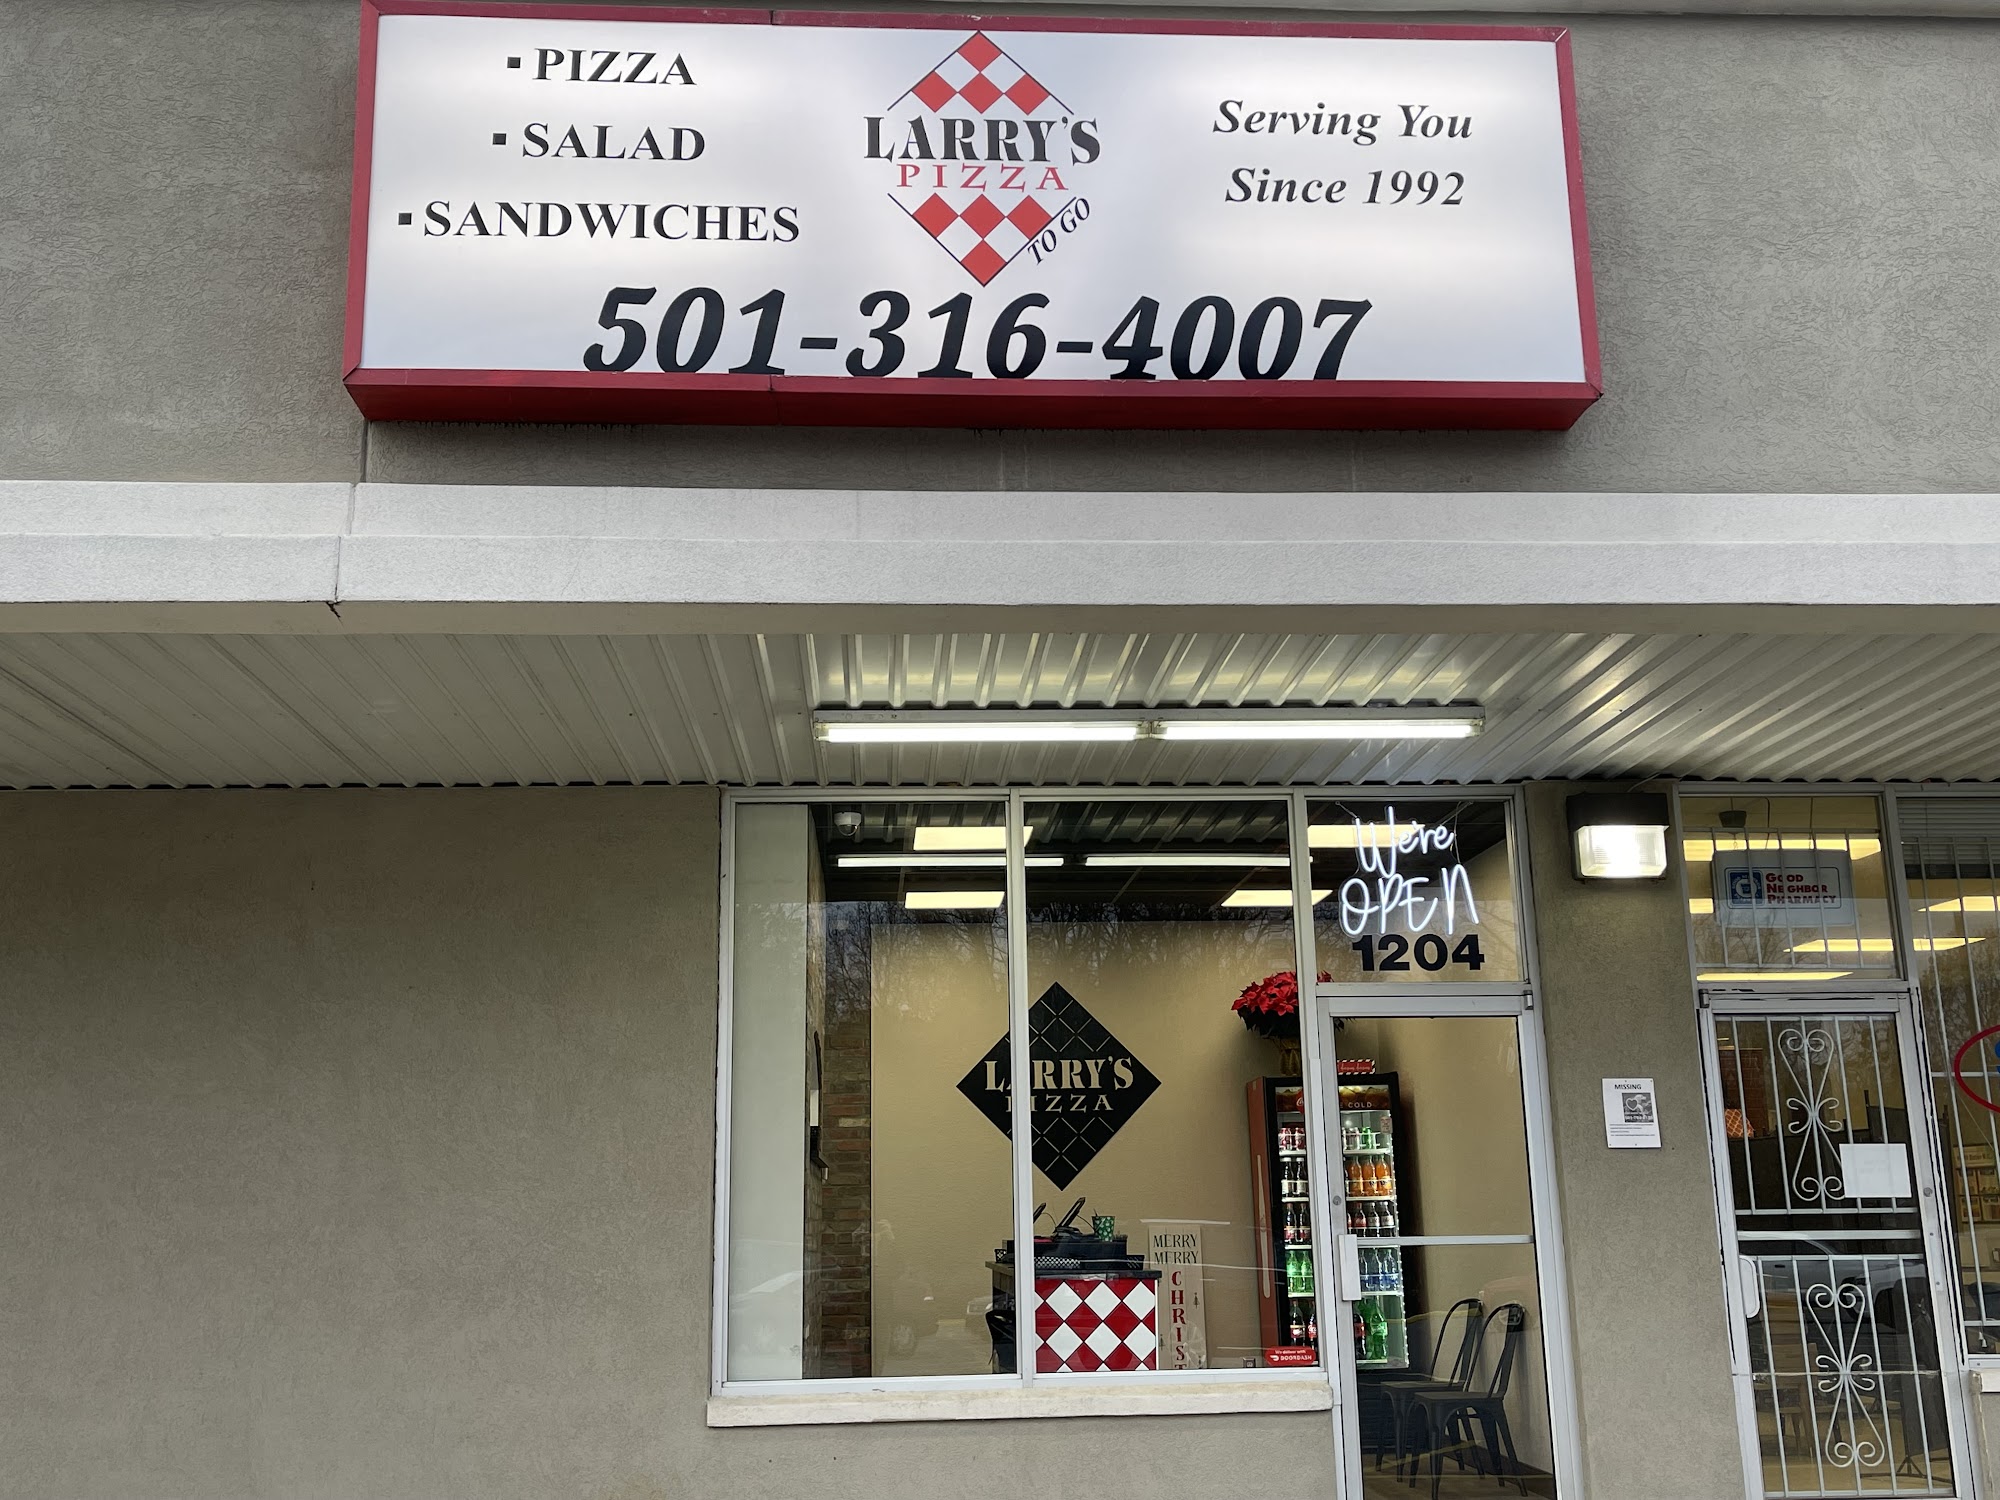 ▪ PIZZA
▪ SALAD
▪ SANDWICHES
LARRY'S
PIZZA
TO GO
Serving You
Since 1992
501-316-4007
We're
OPEN
1204
GOOD
NEIGHBOR
PHARMACY
LARRY'S
PIZZA
COLD
MISSING
MERRY
MERRY
CHRIST
DOORDASH